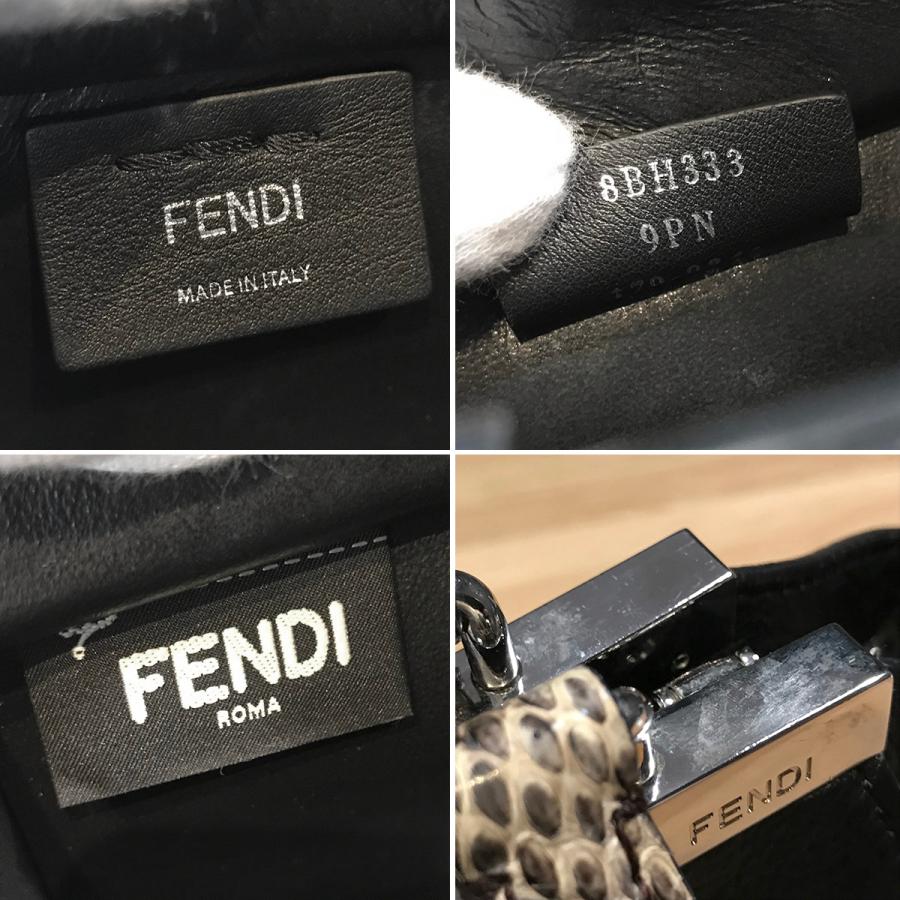 FENDI
MADE IN ITALY
8BH333
9PN
FENDI
ROMA
FENDI